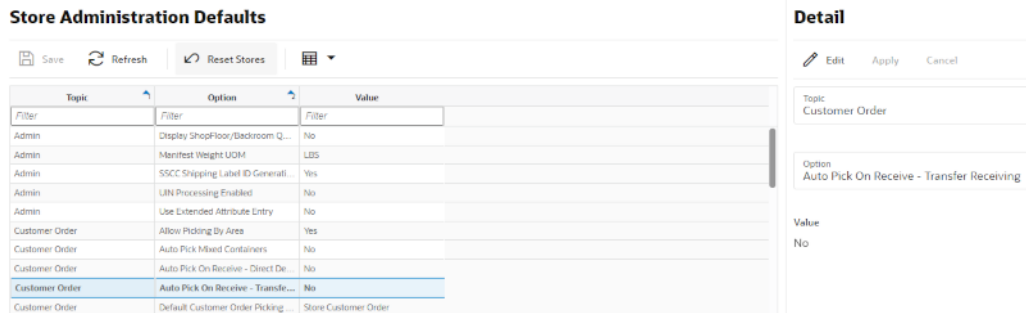 Store Administration Defaults
Save Refresh Reset Stores
Topic Option Value
Filter Filter Filter
Admin Display ShopFloor/Backroom Q... No
Admin Manifest Weight UOM LBS
Admin SSCC Shipping Label ID Generati... Yes
Admin UIN Processing Enabled No
Admin Use Extended Attribute Entry No
Customer Order Allow Picking By Area Yes
Customer Order Auto Pick Mixed Containers No
Customer Order Auto Pick On Receive - Direct De... No
Customer Order Auto Pick On Receive - Transfe... No
Customer Order Default Customer Order Picking ... Store Customer Order
Detail
Edit Apply Cancel
Topic
Customer Order
Option
Auto Pick On Receive - Transfer Receiving
Value
No